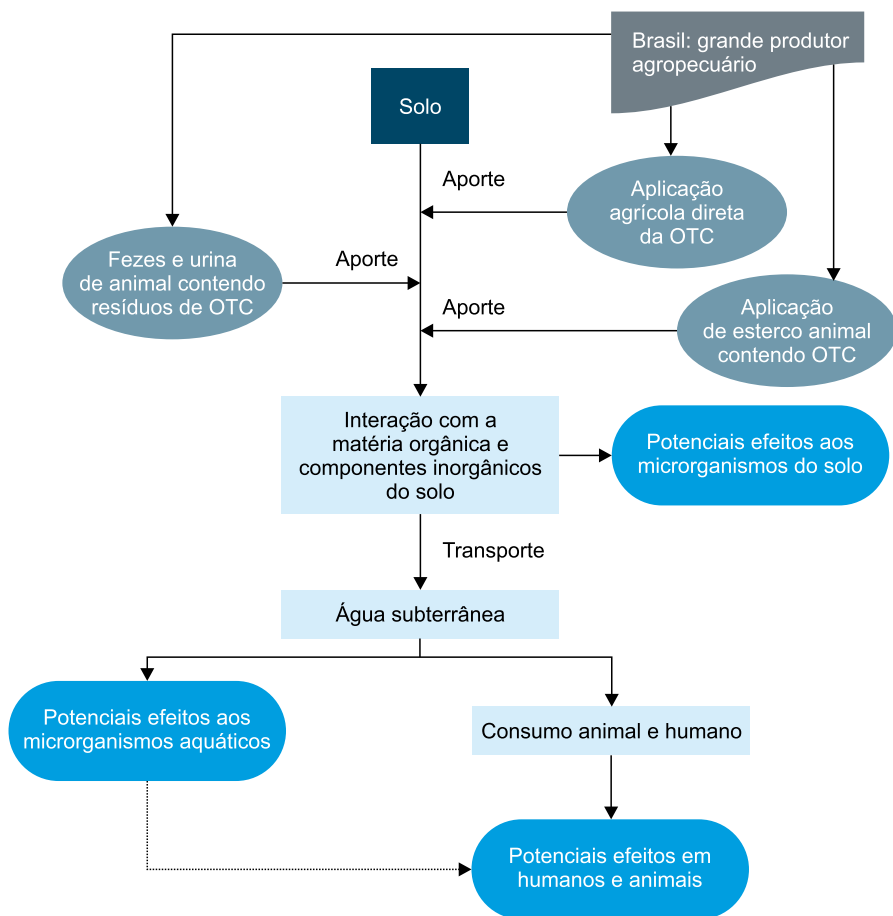 Brasil: grande produtor
agropecuário
Solo
Aporte
Aplicação
agrícola direta
da OTC
Fezes e urina
de animal contendo
resíduos de OTC
Aporte
Aporte
Aplicação
de esterco animal
contendo OTC
Interação com a
matéria orgânica e
componentes inorgânicos
do solo
Potenciais efeitos aos
microrganismos do solo
Transporte
Água subterrânea
Potenciais efeitos aos
microrganismos aquáticos
Consumo animal e humano
Potenciais efeitos em
humanos e animais